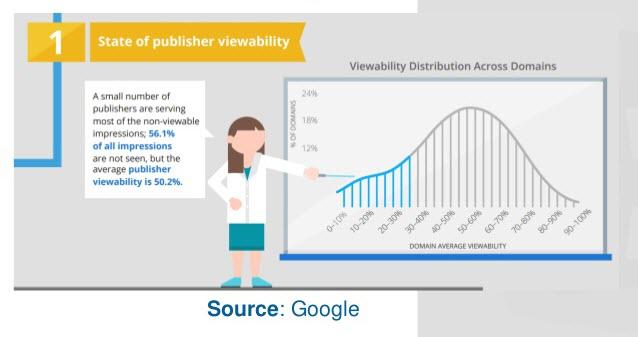 1
State of publisher viewability
A small number of
publishers are serving
most of the non-viewable
impressions; 56.1%
of all impressions
are not seen, but the
average publisher
viewability is 50.2%.
Viewability Distribution Across Domains
% OF DOMAINS
24%
18%
12%
0–10%
10–20%
20–30%
30–40%
40–50%
50–60%
60–70%
70–80%
80–90%
90–100%
DOMAIN AVERAGE VIEWABILITY
Source: Google